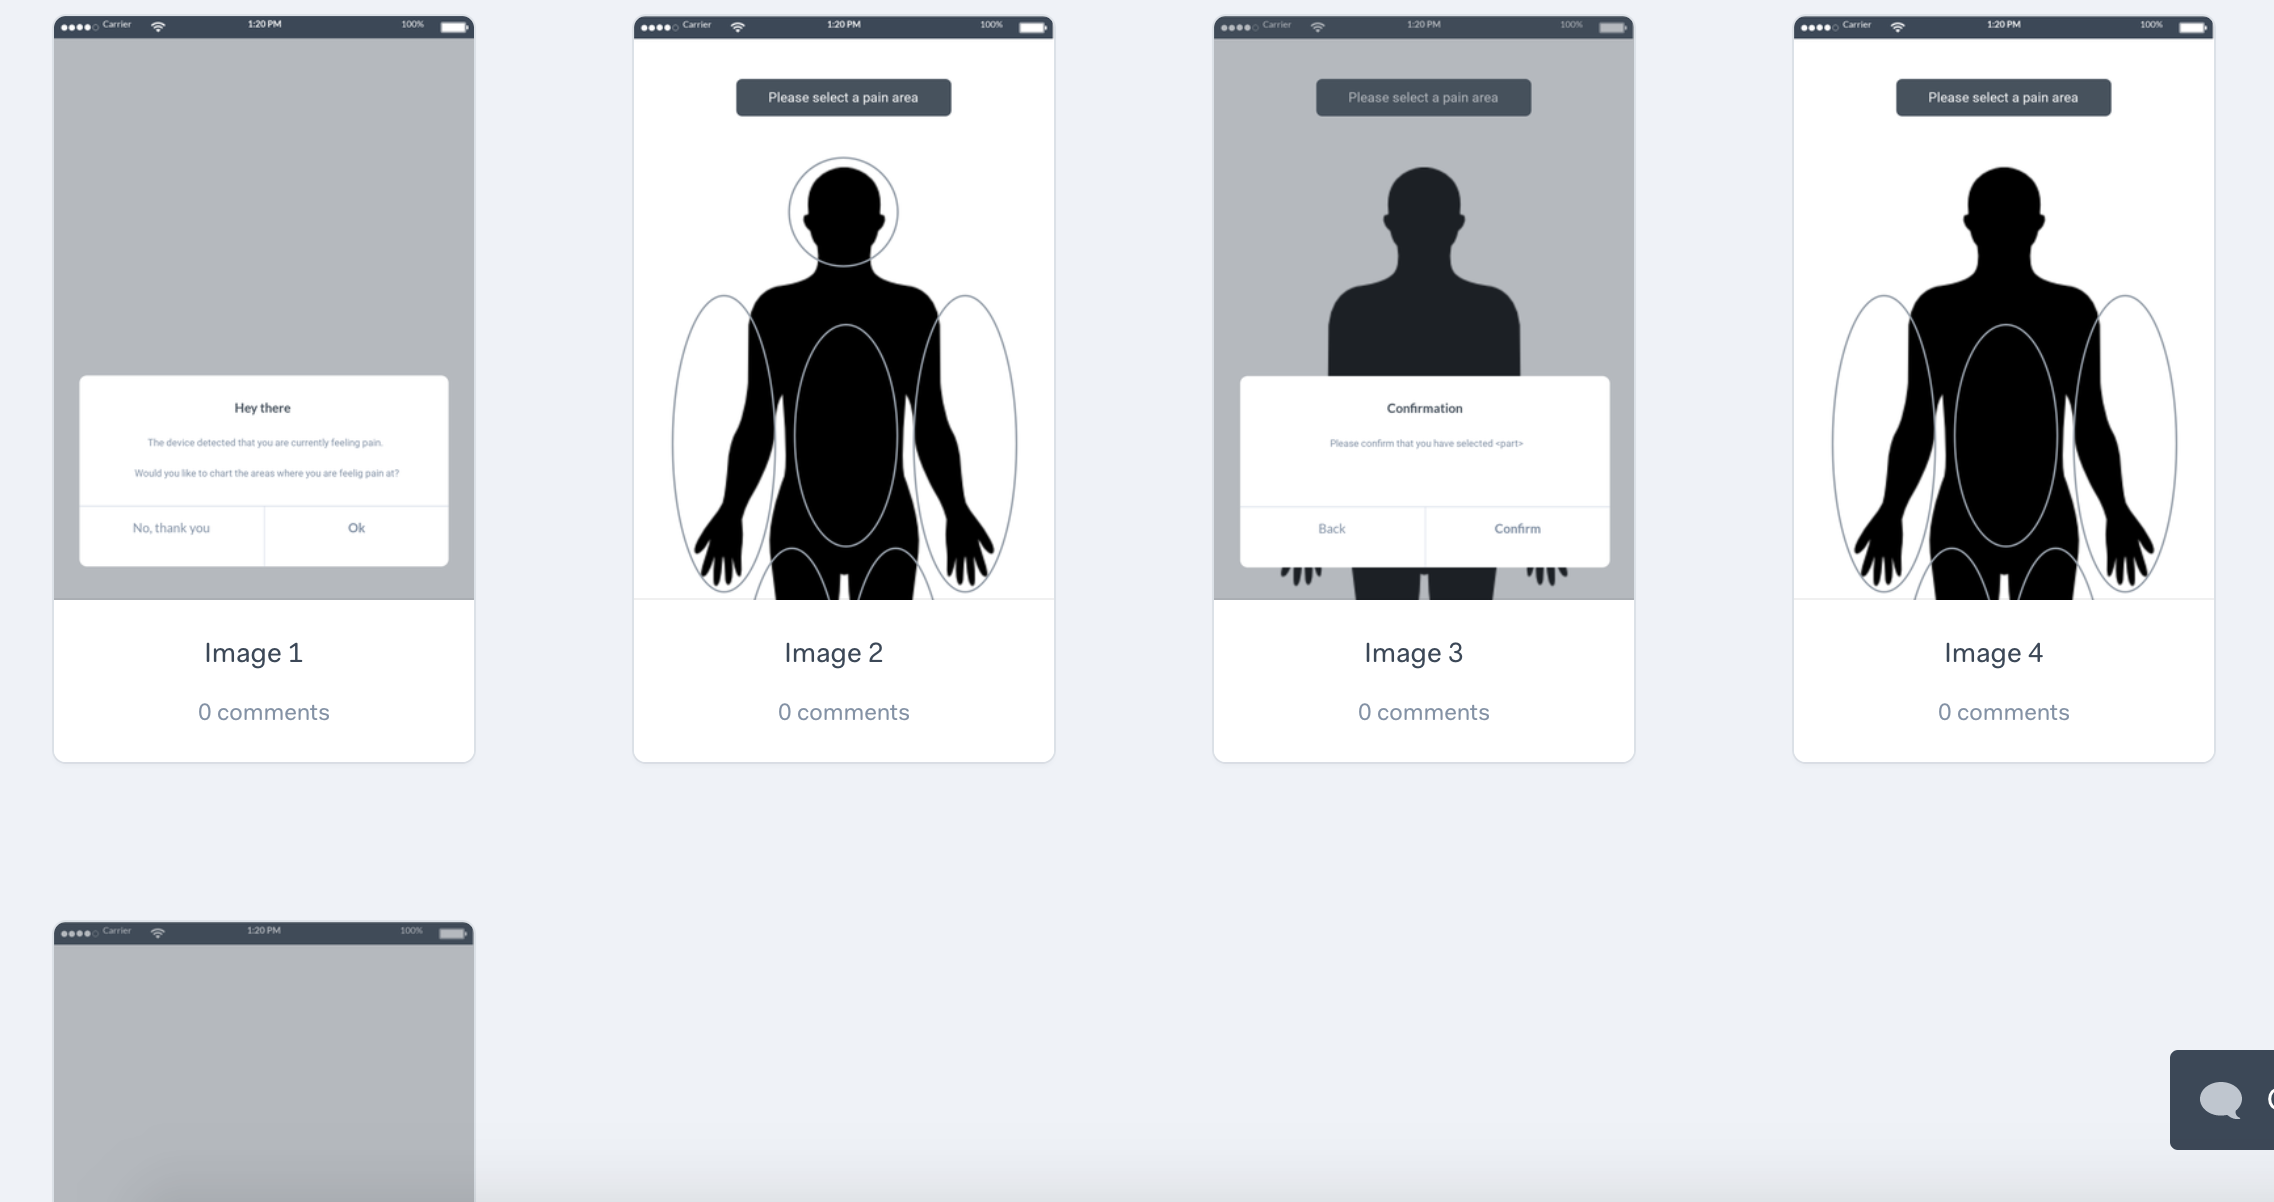 Carrier 1:20 PM 100%
Hey there
The device detected that you are currently feeling pain.
Would you like to chart the areas where you are feelig pain at?
No, thank you Ok
Image 1
0 comments
Carrier 1:20 PM 100%
Please select a pain area
Image 2
0 comments
Carrier 1:20 PM 100%
Please select a pain area
Confirmation
Please confirm that you have selected <part>
Back Confirm
Image 3
0 comments
Carrier 1:20 PM 100%
Please select a pain area
Image 4
0 comments
Carrier 1:20 PM 100%